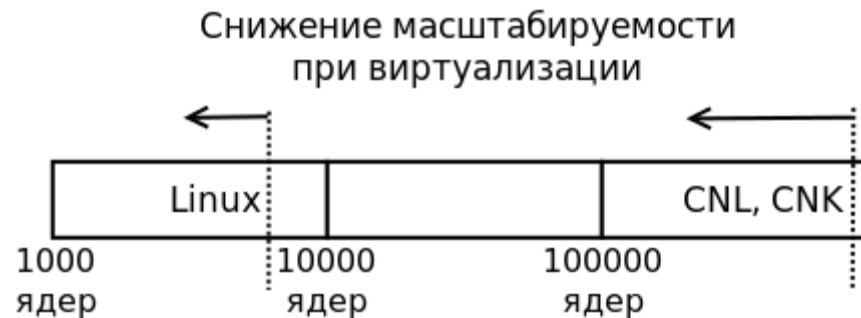 Снижение масштабируемости
при виртуализации
Linux
CNL, CNK
1000
ядер
10000
ядер
100000
ядер